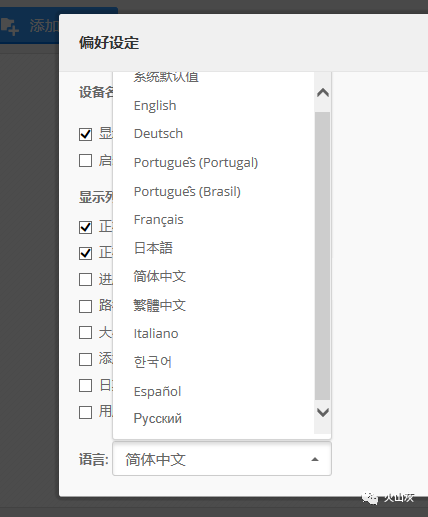 添加
偏好设定
设备名
系统默认值
English
Deutsch
Português (Portugal)
Português (Brasil)
Français
日本語
简体中文
繁體中文
Italiano
한국어
Español
Русский
显
启
显示列
正
正
进
路
大
添
日
用
语言: 简体中文
火山灰